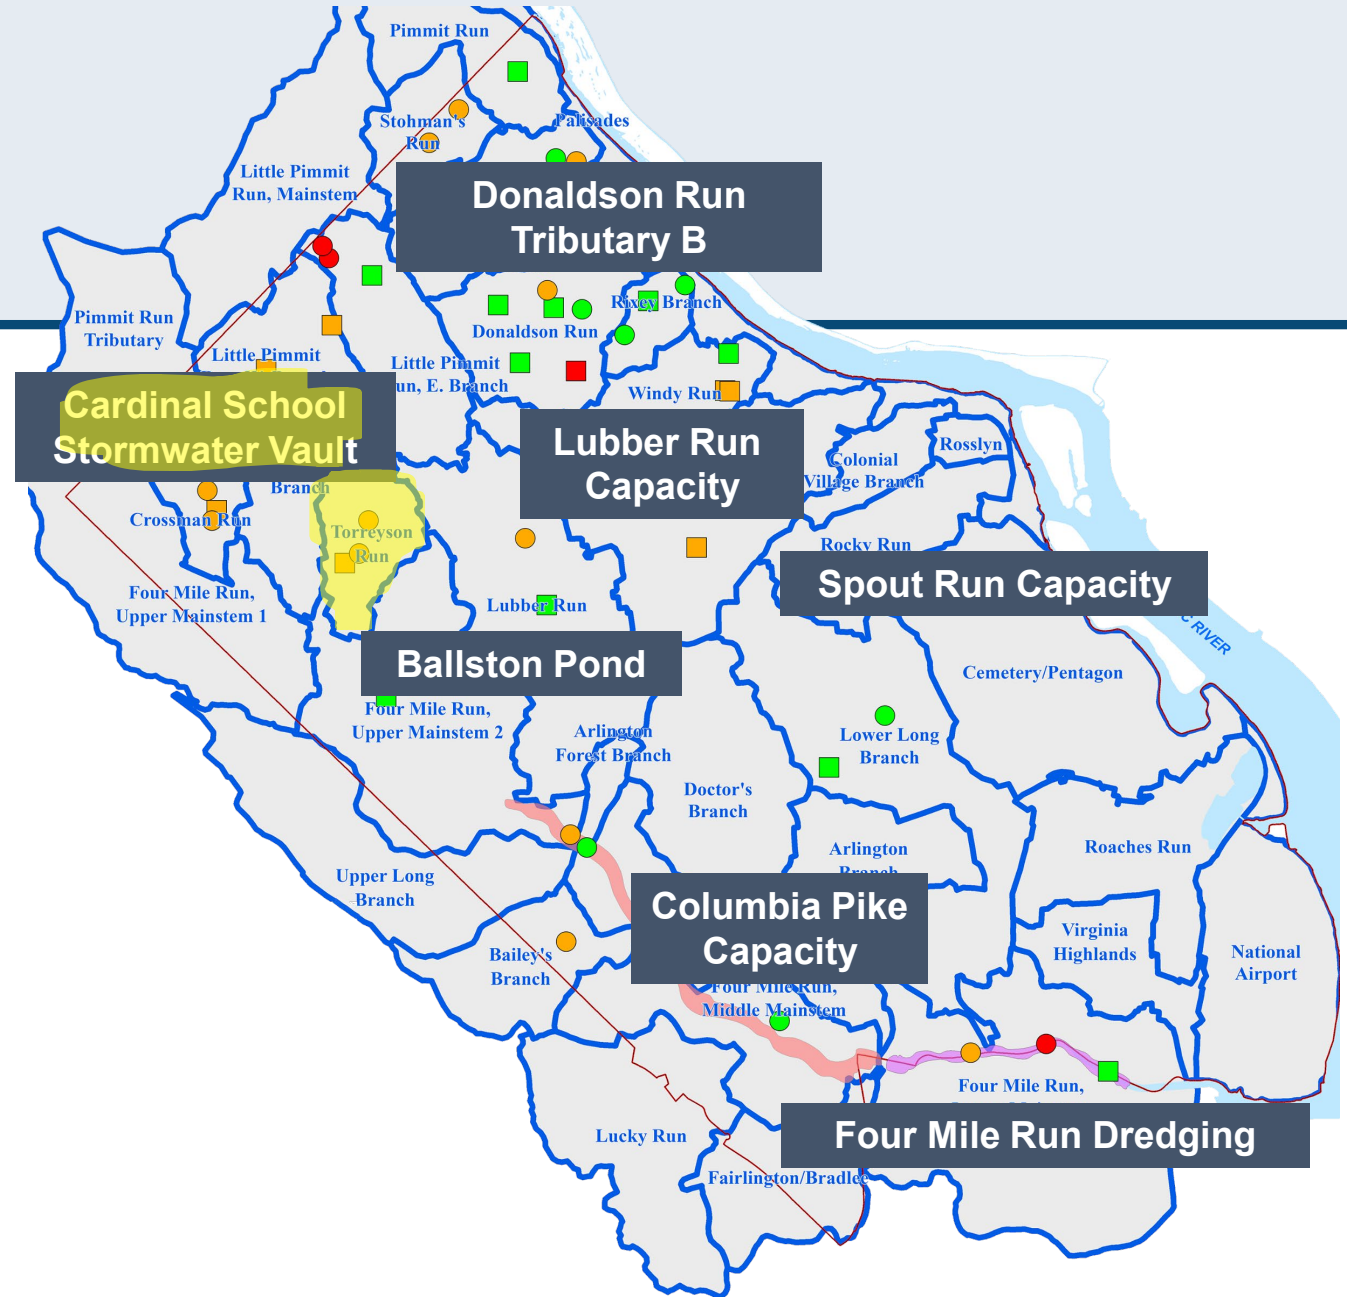 Pimmit Run
Stohman's
Run
Palisades
Little Pimmit
Run, Mainstem
Donaldson Run
Tributary B
Pimmit Run
Tributary
Rixey Branch
Donaldson Run
Little Pimmit
Little Pimmit
un, E. Branch
Windy Run
Cardinal School
Stormwater Vault
Branch
Lubber Run
Capacity
Rosslyn
Colonial
Village Branch
Crossman Run
Torreyson
Run
Rocky Run
Spout Run Capacity
Four Mile Run,
Upper Mainstem 1
Lubber Run
C RIVER
Ballston Pond
Cemetery/Pentagon
Four Mile Run,
Upper Mainstem 2
Arlington
Forest Branch
Lower Long
Branch
Doctor's
Branch
Arlington
Branch
Roaches Run
Upper Long
Branch
Columbia Pike
Capacity
Virginia
Highlands
National
Airport
Bailey's
Branch
Four Mile Run,
Middle Mainstem
Four Mile Run,
Four Mile Run Dredging
Lucky Run
Fairlington/Bradlee